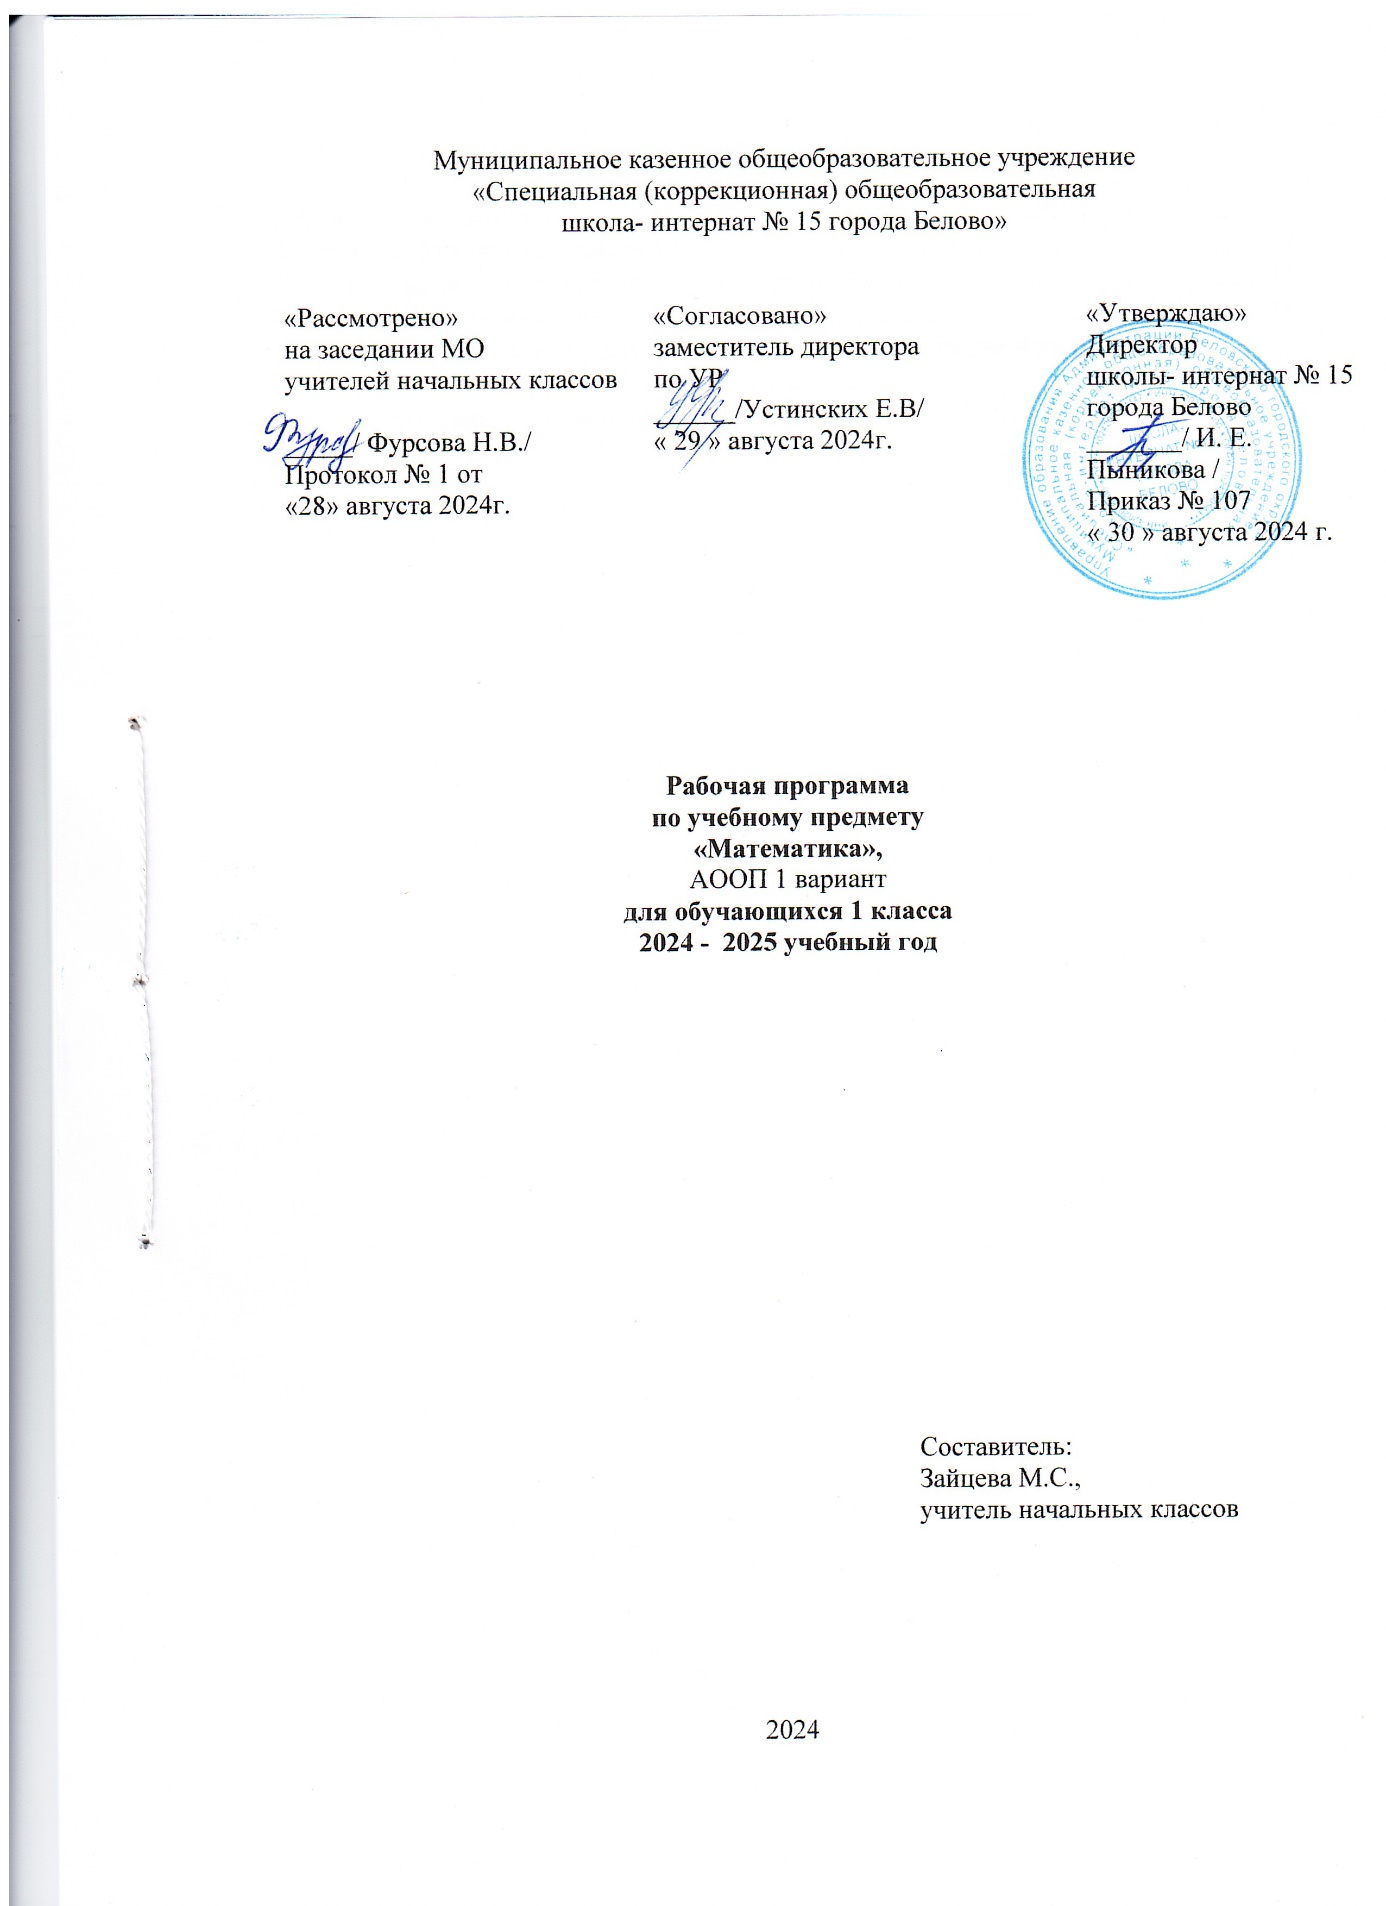 Муниципальное казенное общеобразовательное учреждение
«Специальная (коррекционная) общеобразовательная
школа- интернат № 15 города Белово»
«Рассмотрено»
на заседании МО
учителей начальных классов
/ Фурсова Н.В./
Протокол № 1 от
«28» августа 2024г.
«Согласовано»
заместитель директора
по УР
/Устинских Е.В/
« 29 » августа 2024г.
«Утверждаю»
Директор
школы- интернат № 15
города Белово
/ И. Е.
Пыникова /
Приказ № 107
« 30 » августа 2024 г.
Рабочая программа
по учебному предмету
«Математика»,
АООП 1 вариант
для обучающихся 1 класса
2024 - 2025 учебный год
Составитель:
Зайцева М.С.,
учитель начальных классов
2024